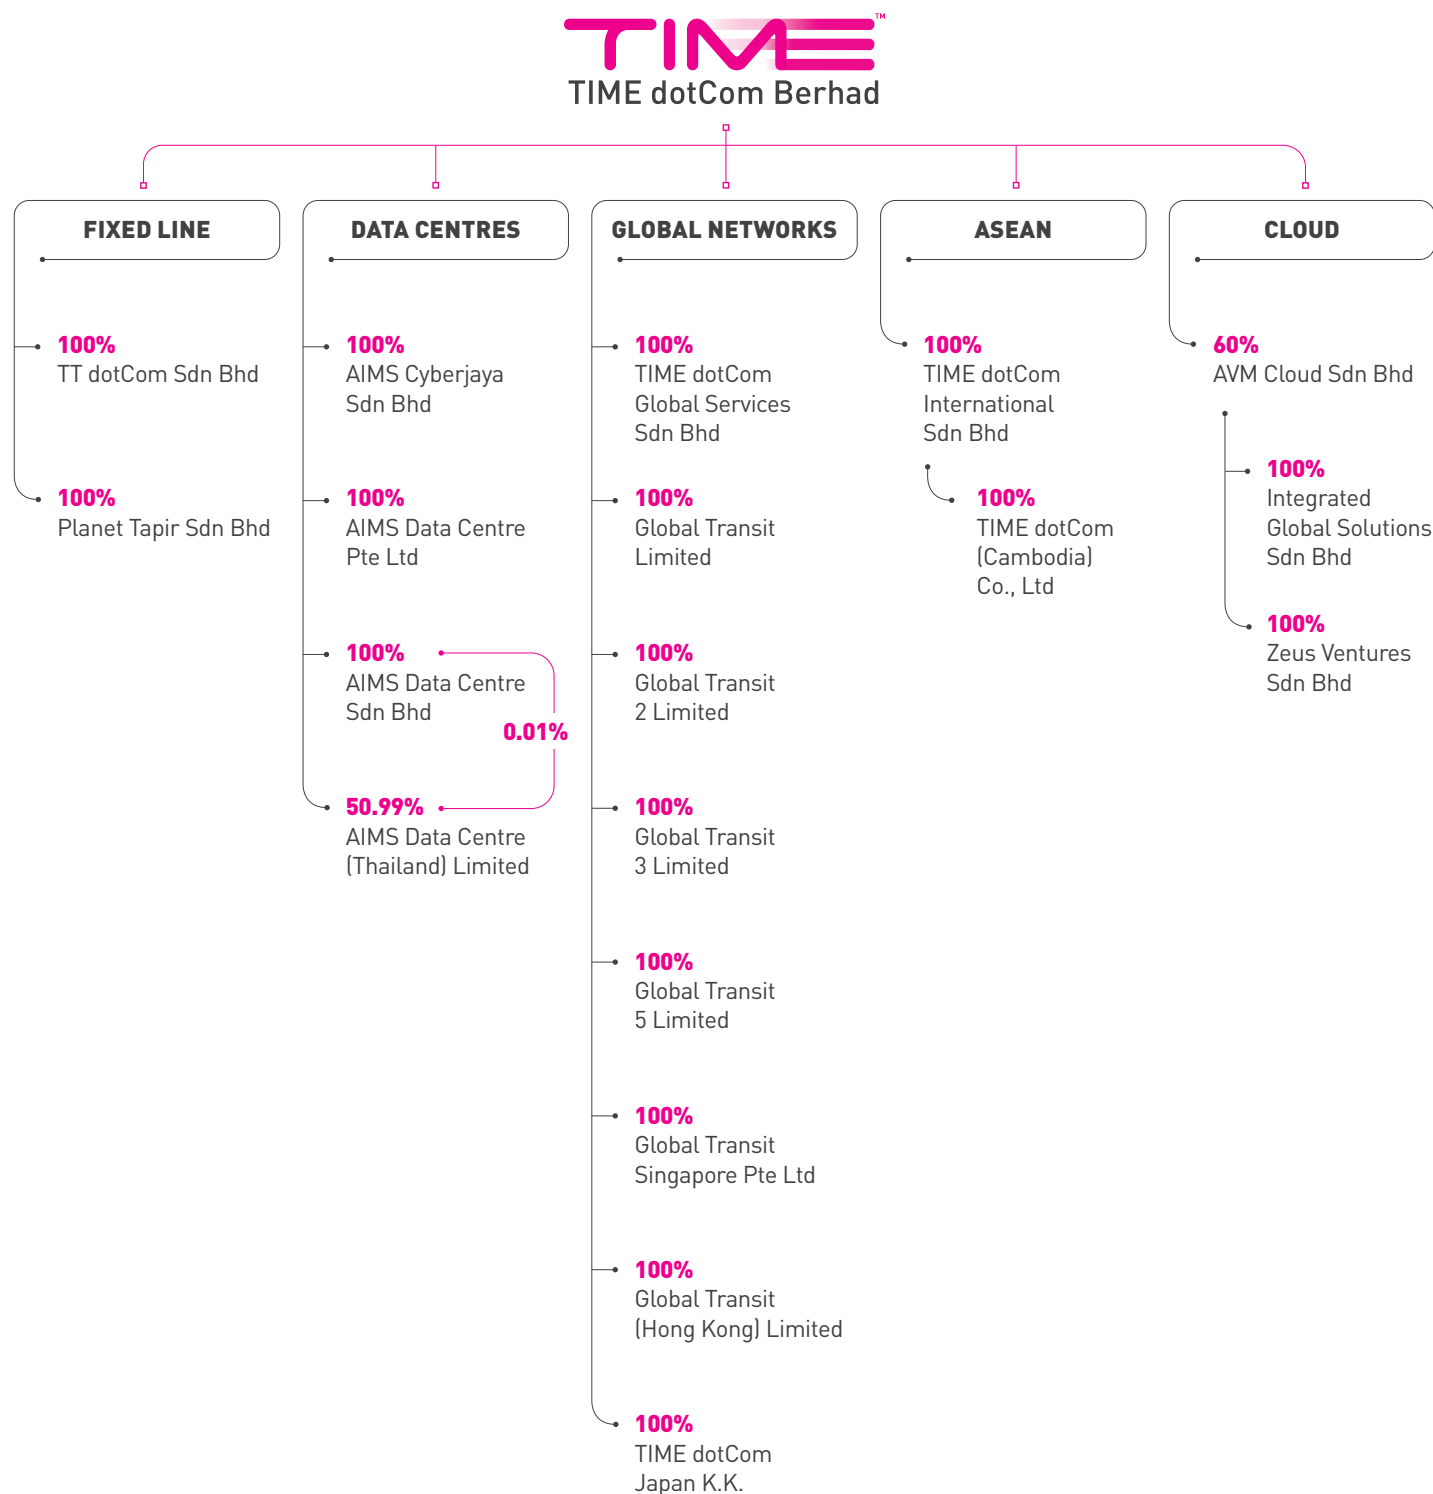 TIME™
TIME dotCom Berhad
FIXED LINE
100%
TT dotCom Sdn Bhd
100%
Planet Tapir Sdn Bhd
DATA CENTRES
100%
AIMS Cyberjaya
Sdn Bhd
100%
AIMS Data Centre
Pte Ltd
100%
AIMS Data Centre
Sdn Bhd
0.01%
50.99%
AIMS Data Centre
(Thailand) Limited
GLOBAL NETWORKS
100%
TIME dotCom
Global Services
Sdn Bhd
100%
Global Transit
Limited
100%
Global Transit
2 Limited
100%
Global Transit
3 Limited
100%
Global Transit
5 Limited
100%
Global Transit
Singapore Pte Ltd
100%
Global Transit
(Hong Kong) Limited
100%
TIME dotCom
Japan K.K.
ASEAN
100%
TIME dotCom
International
Sdn Bhd
100%
TIME dotCom
(Cambodia)
Co., Ltd
CLOUD
60%
AVM Cloud Sdn Bhd
100%
Integrated
Global Solutions
Sdn Bhd
100%
Zeus Ventures
Sdn Bhd